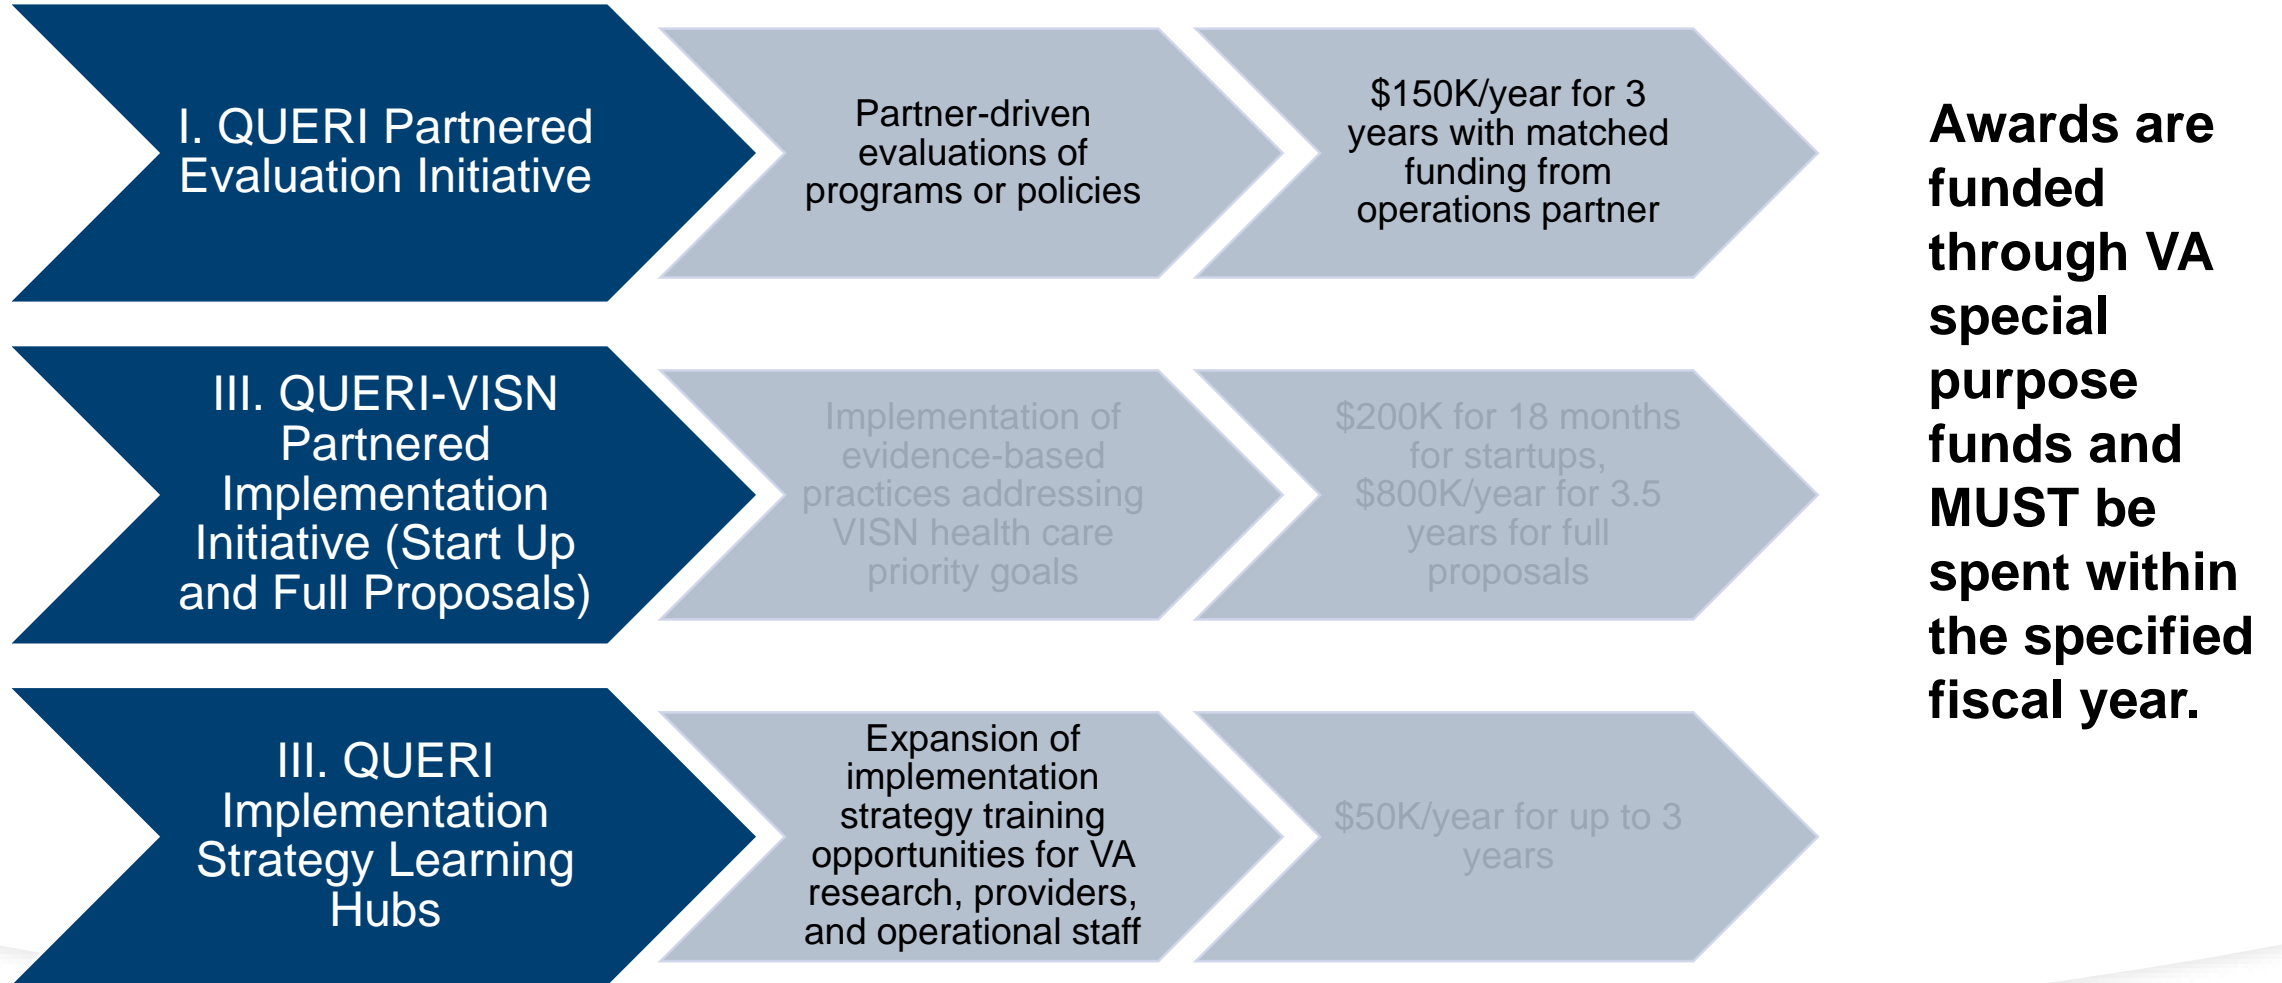 I. QUERI Partnered
Evaluation Initiative
Partner-driven
evaluations of
programs or policies
$150K/year for 3
years with matched
funding from
operations partner
III. QUERI-VISN
Partnered
Implementation
Initiative (Start Up
and Full Proposals)
Implementation of
evidence-based
practices addressing
VISN health care
priority goals
$200K for 18 months
for startups,
$800K/year for 3.5
years for full
proposals
III. QUERI
Implementation
Strategy Learning
Hubs
Expansion of
implementation
strategy training
opportunities for VA
research, providers,
and operational staff
$50K/year for up to 3
years
Awards are
funded
through VA
special
purpose
funds and
MUST be
spent within
the specified
fiscal year.